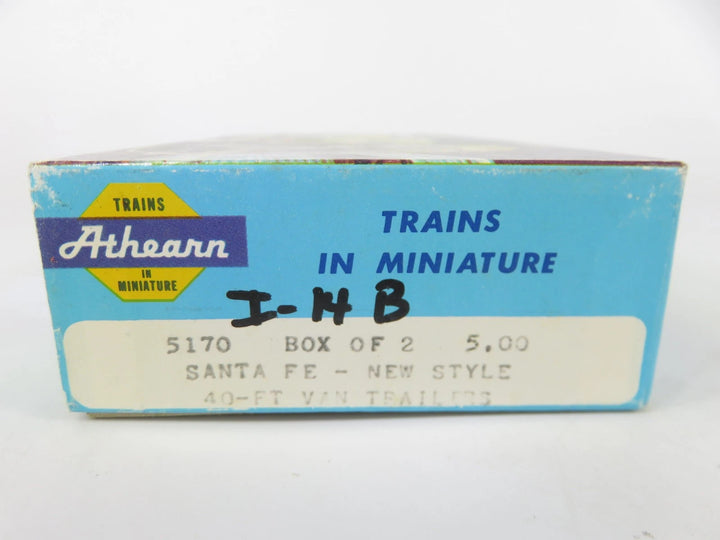 TRAINS
Athearn
IN
MINIATURE
TRAINS
IN MINIATURE
I-14 B
5170 BOX OF 2 5.00
SANTA FE - NEW STYLE
40-FT VAN TRAILERS